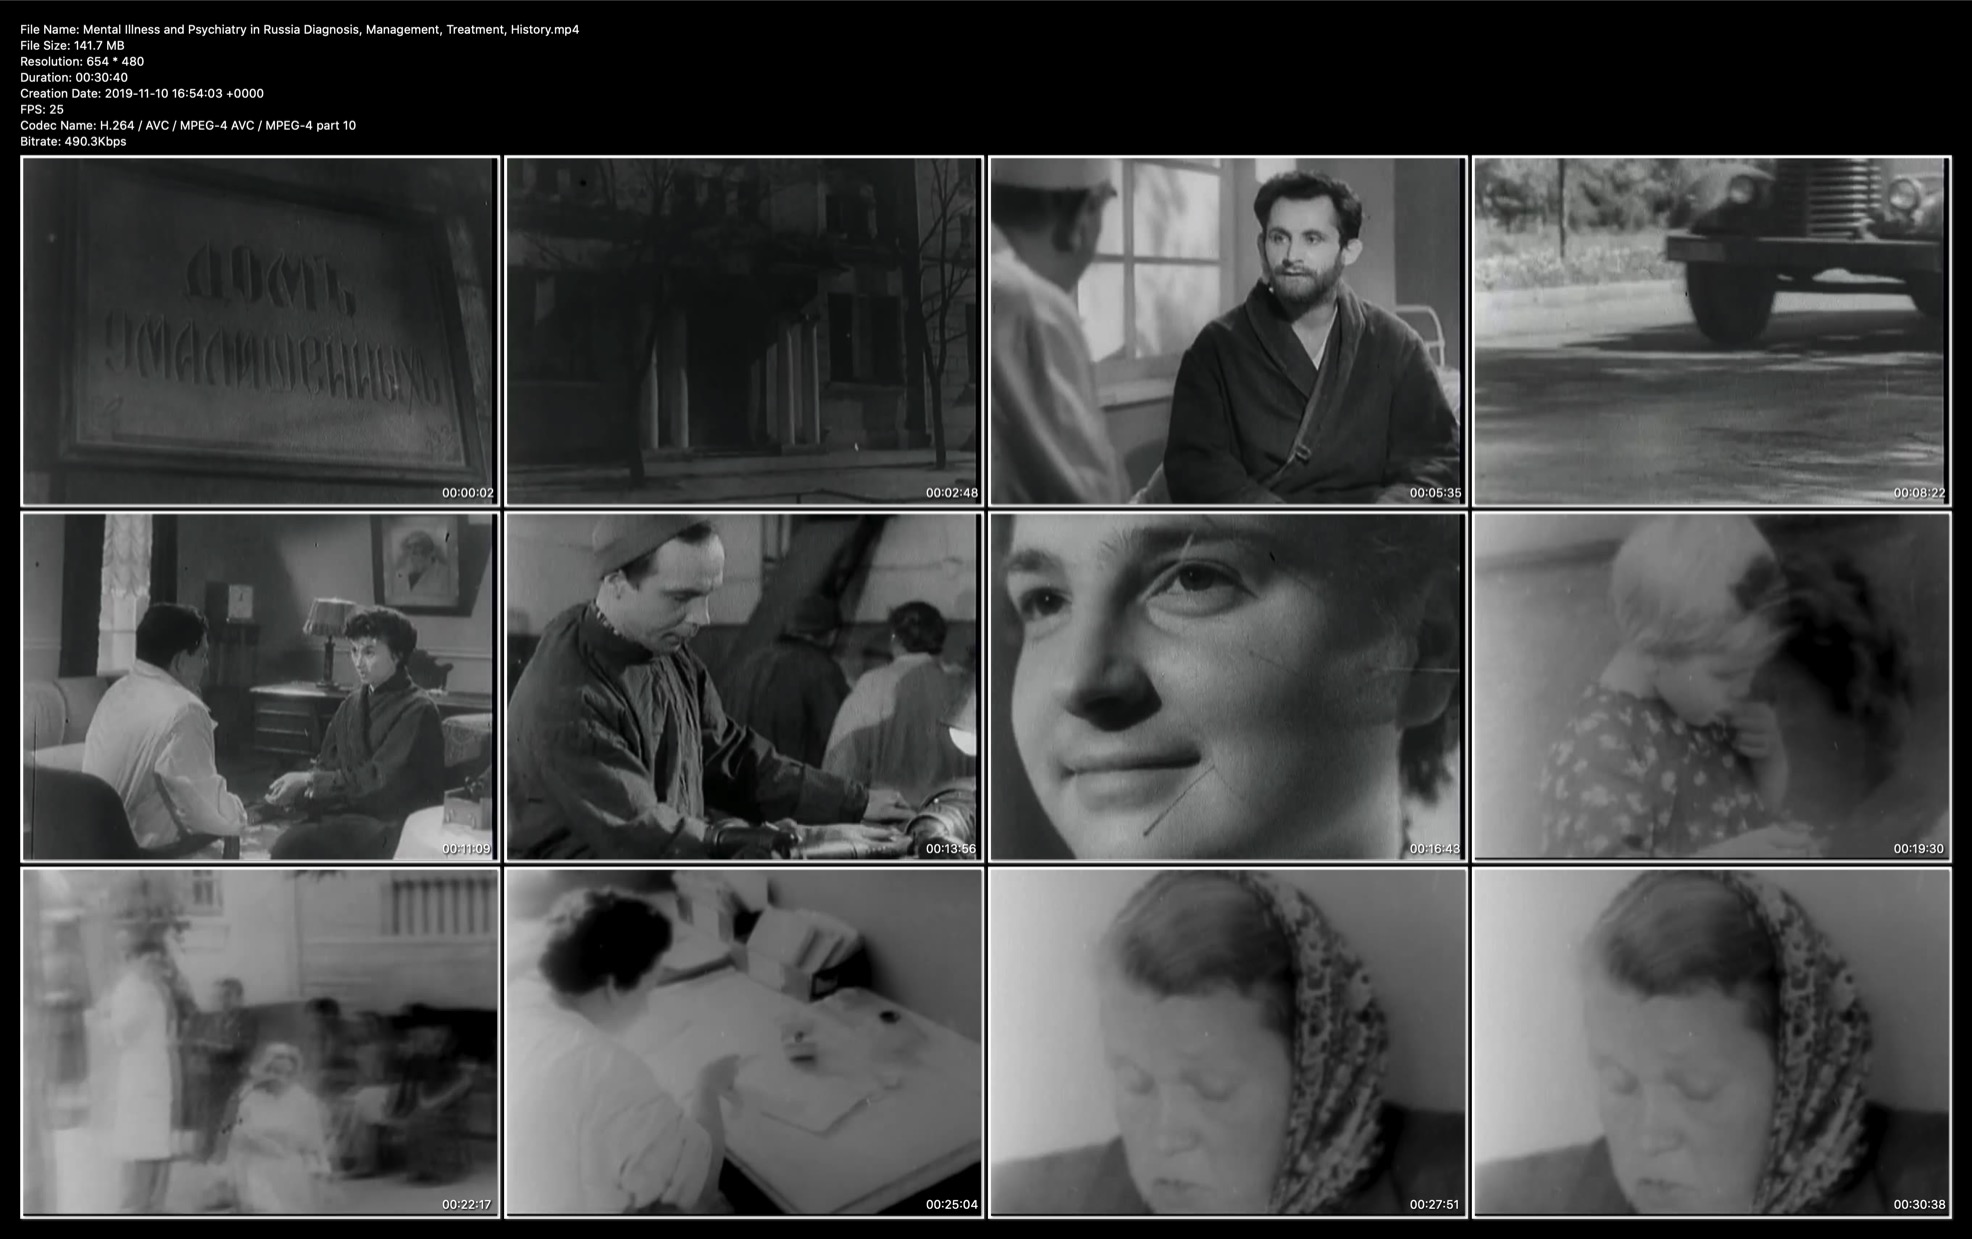 File Name: Mental Illness and Psychiatry in Russia Diagnosis, Management, Treatment, History.mp4
File Size: 141.7 MB
Resolution: 654 * 480
Duration: 00:30:40
Creation Date: 2019-11-10 16:54:03 +0000
FPS: 25
Codec Name: H.264 / AVC / MPEG-4 AVC / MPEG-4 part 10
Bitrate: 490.3Kbps
ДОМЪ
УМАЛИШЕННЫХЪ
00:00:02
00:02:48
00:05:35
00:08:22
00:11:09
00:13:56
00:16:43
00:19:30
00:22:17
00:25:04
00:27:51
00:30:38